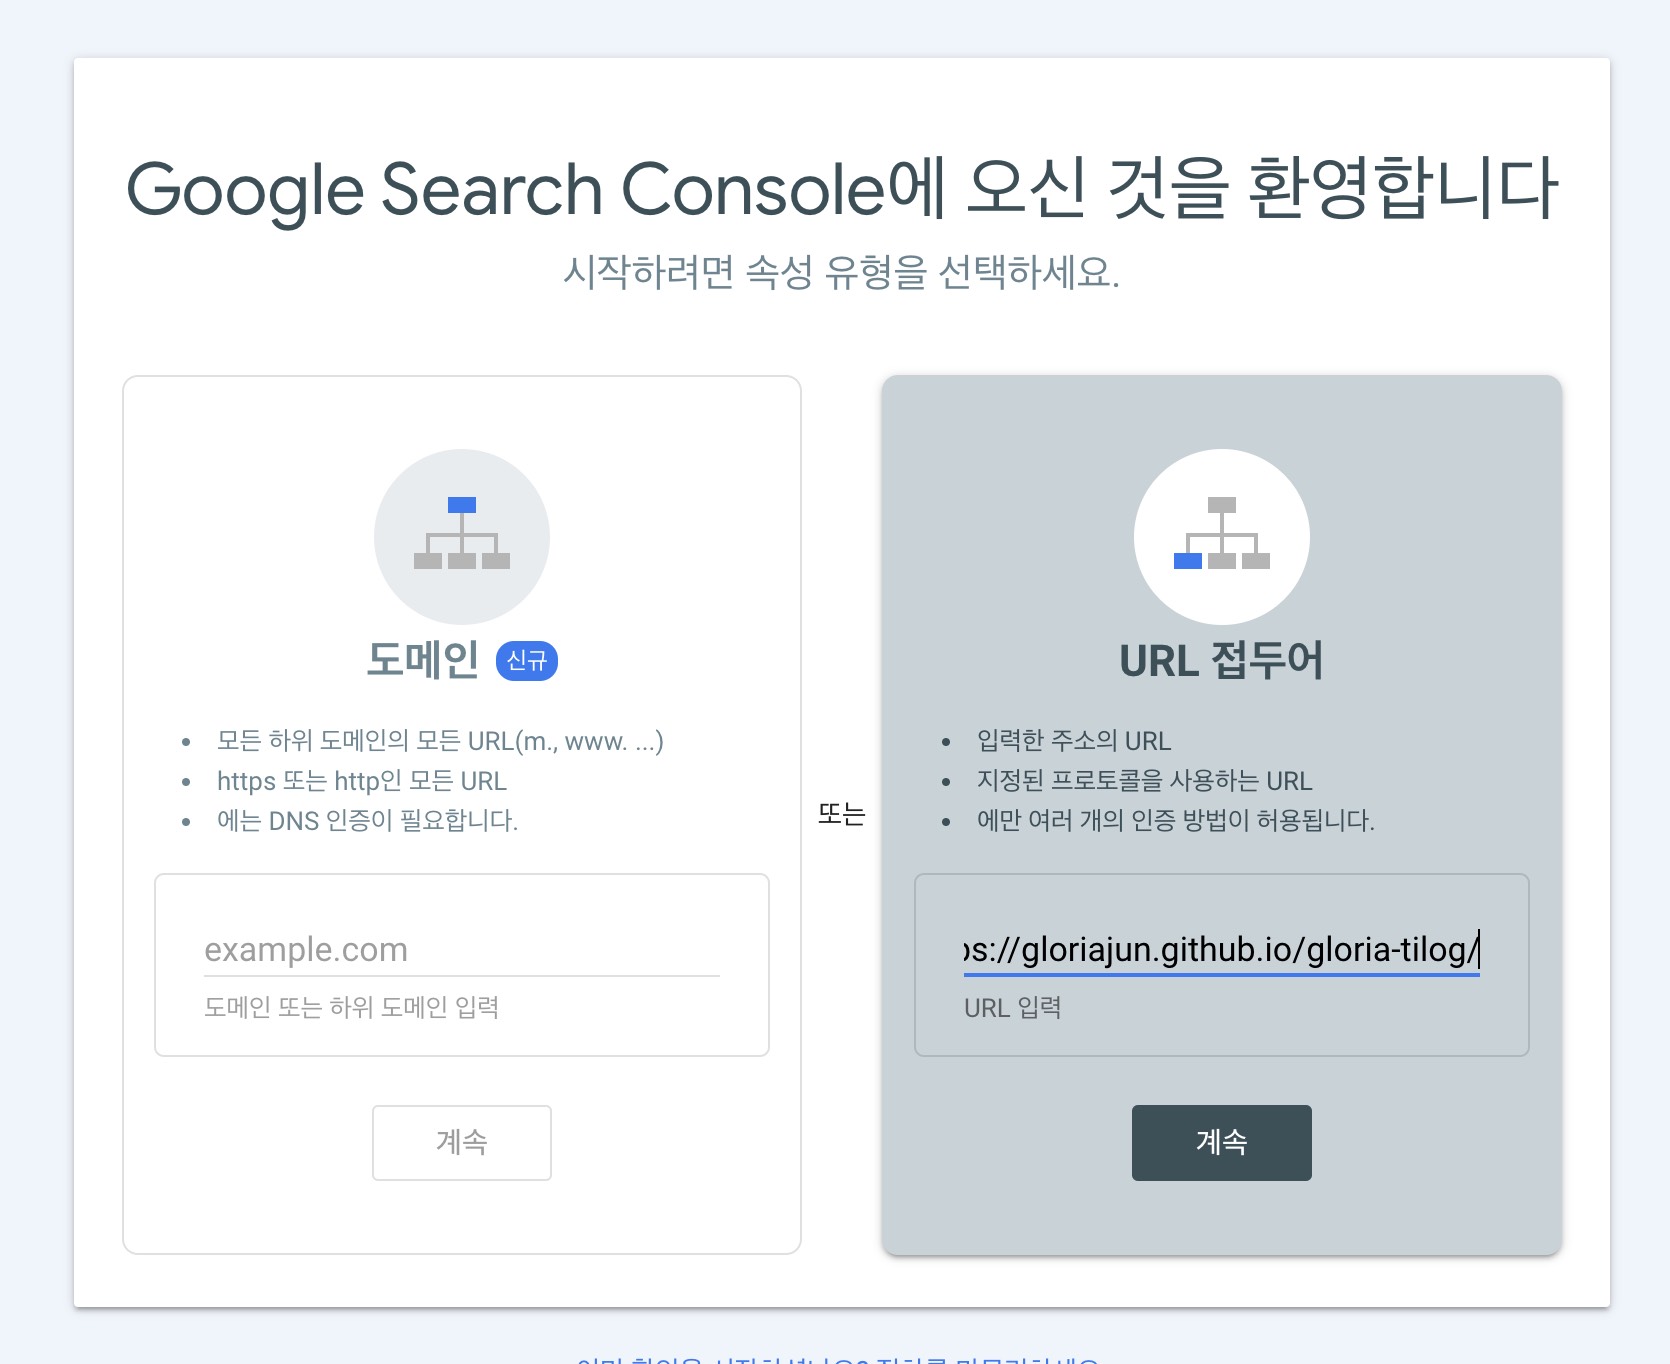 Google Search Console에 오신 것을 환영합니다
시작하려면 속성 유형을 선택하세요.
도메인 신규
• 모든 하위 도메인의 모든 URL(m., www. ...)
• https 또는 http인 모든 URL
• 에는 DNS 인증이 필요합니다.
example.com
도메인 또는 하위 도메인 입력
계속
또는
URL 접두어
• 입력한 주소의 URL
• 지정된 프로토콜을 사용하는 URL
• 에만 여러 개의 인증 방법이 허용됩니다.
os://gloriajun.github.io/gloria-tilog/
URL 입력
계속